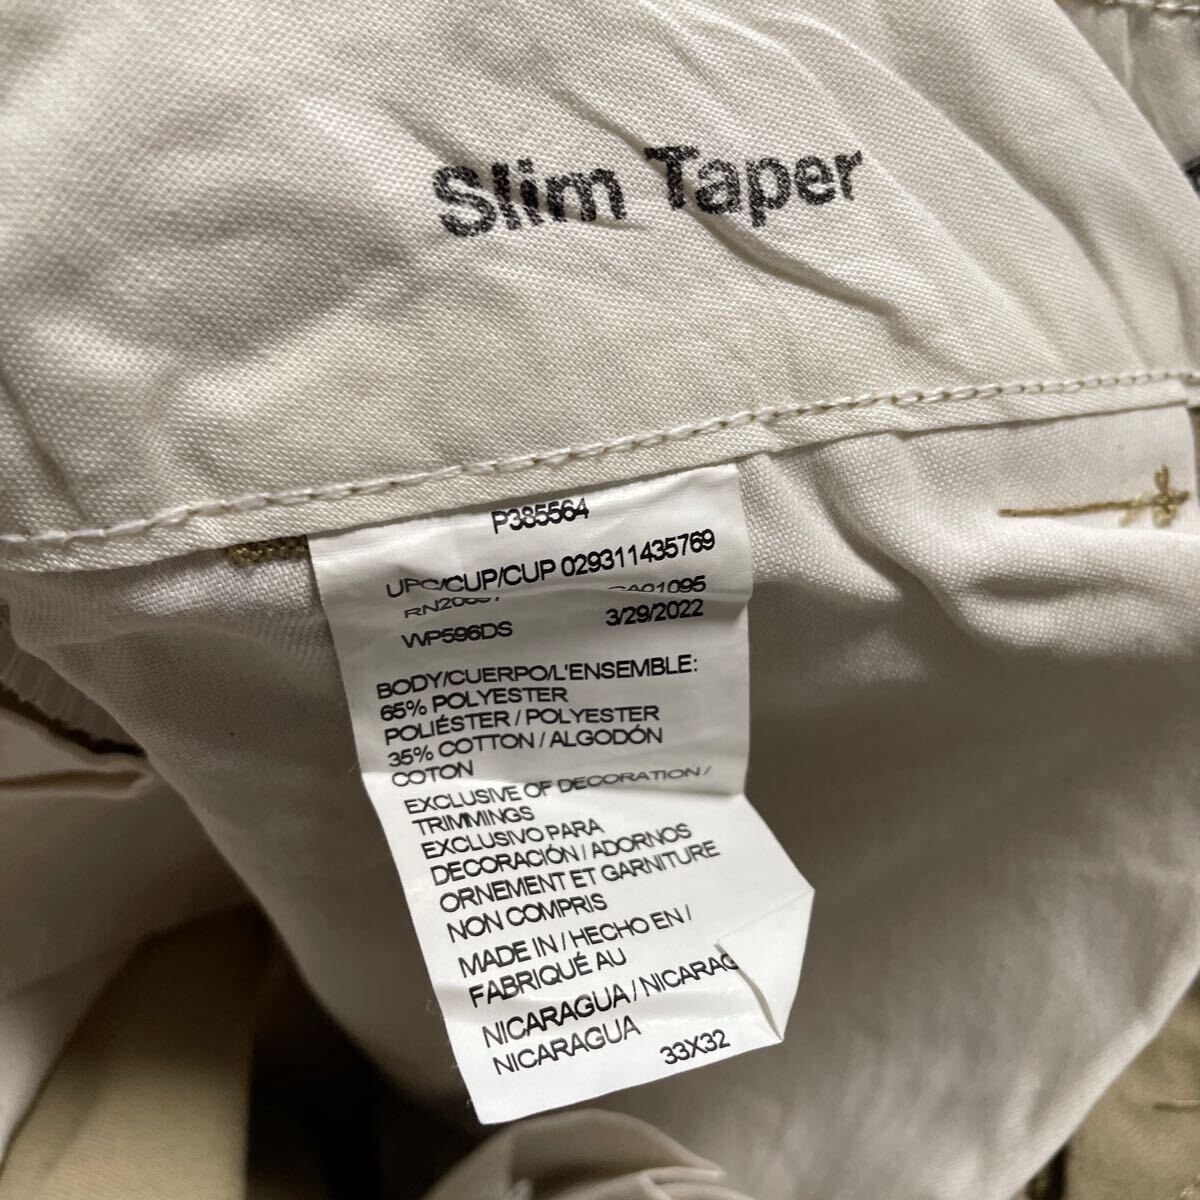 Slim Taper
P385564
UPC/CUP/CUP 029311435769
WP596DS 3/29/2022
BODY/CUERPO/L'ENSEMBLE:
65% POLYESTER
POLIÉSTER / POLYESTER
35% COTTON / ALGODÓN
COTON
EXCLUSIVE OF DECORATION /
TRIMMINGS
EXCLUSIVO PARA
DECORACIÓN / ADORNOS
ORNEMENT ET GARNITURE
NON COMPRIS
MADE IN / HECHO EN /
FABRIQUÉ AU
NICARAGUA / NICARAG
NICARAGUA
33X32